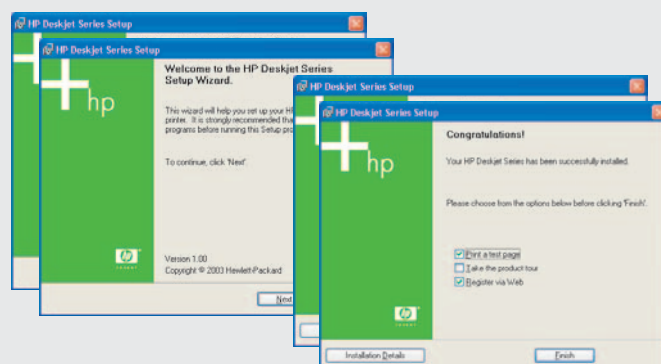 HP Deskjet Series Setup
HP Deskjet Series Setup
hp
Welcome to the HP Deskjet Series
Setup Wizard.
This wizard will help you set up your
printer. It is strongly recommended
programs before running this Setup
To continue, click 'Next'.
hp
invent
Version 1.00
Copyright © 2003 Hewlett-Packard
Next
HP Deskjet Series Setup
HP Deskjet Series Setup
hp
Congratulations!
Your HP Deskjet Series has been successfully installed.
Please choose from the options below before clicking 'Finish'.
Print a test page
Take the product tour
Register via Web
hp
invent
Installation Details
Finish